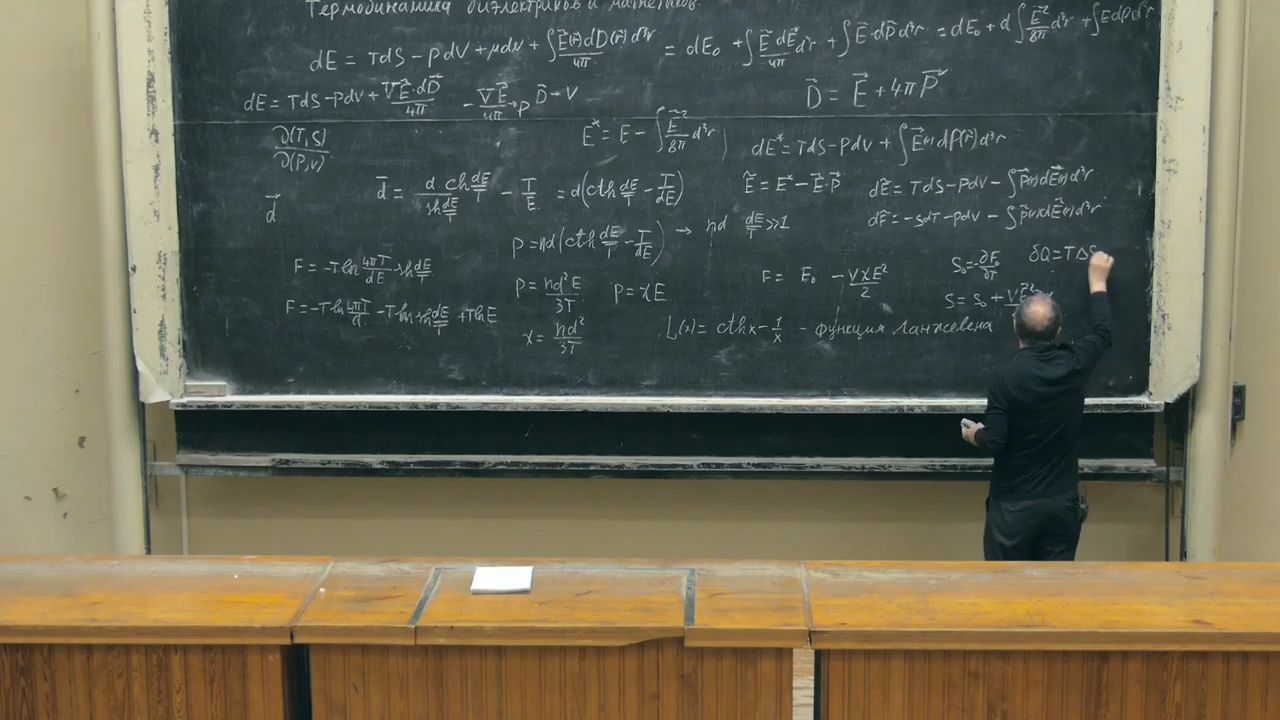 Термодинамика диэлектриков и магнетиков.
dE = TdS - PdV + μdν + ∫ E⃗(r⃗)dD⃗(r⃗)d³r/4π = dE₀ + ∫ E⃗dE⃗/4π d³r + ∫E⃗·dP⃗d³r = dE₀ + d∫ E⃗²/8π d³r + ∫EdPd³r
dE = TdS - PdV + VE⃗·dD⃗/4π - VE⃗/4π → P D⃗ → V D⃗ = E⃗ + 4πP⃗
∂(T,S)/∂(P,V) E* = E - ∫ E⃗²/8π d³r dE* = TdS - PdV + ∫E⃗(r)dP⃗(r⃗)d³r
d⃗ d̄ = d ch dE/T / sh dE/T - T/E = d(cth dE/T - T/dE) Ẽ = E* - E⃗·P⃗ dẼ = TdS - PdV - ∫P⃗(r)dE⃗(r)d³r
P = nd(cth dE/T - T/dE) → nd dE/T >>1 dF̃ = -SdT - PdV - ∫P⃗(r)dE⃗(r)d³r
F = -T ln 4πT/dE sh dE/T P = nd²E/3T P = χE F = F₀ - VχE²/2 S₀ = -∂F₀/∂T δQ = TΔS
F = -T ln 4πT/d - T ln sh dE/T + T ln E S = S₀ + VE²
χ = nd²/3T L(x) = cth x - 1/x - функция Ланжевена